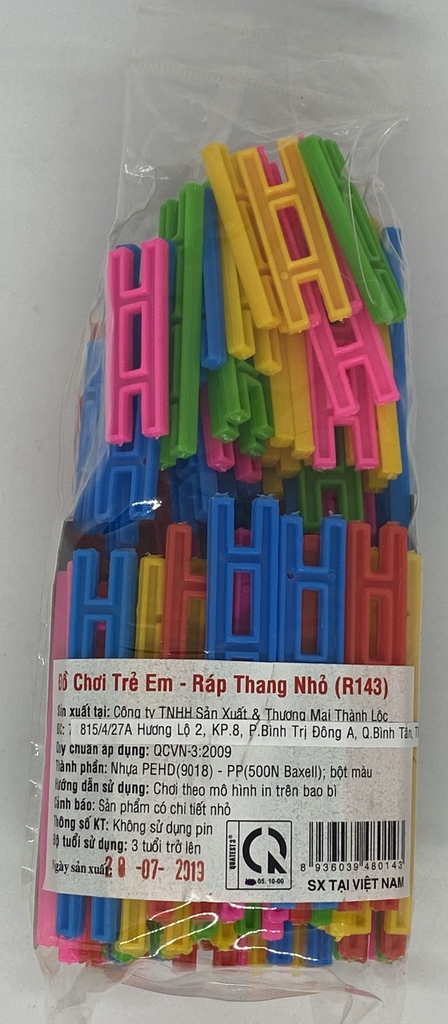 Đồ Chơi Trẻ Em - Ráp Thang Nhỏ (R143)
Sản xuất tại: Công ty TNHH Sản Xuất & Thương Mại Thành Lộc
815/4/27A Hương Lộ 2, KP.8, P.Bình Trị Đông A, Q.Bình Tân,
Quy chuẩn áp dụng: QCVN-3:2009
Thành phần: Nhựa PEHD(9018) - PP(500N Baxell); bột màu
Hướng dẫn sử dụng: Chơi theo mô hình in trên bao bì
Cảnh báo: Sản phẩm có chi tiết nhỏ
Thông số KT: Không sử dụng pin
Độ tuổi sử dụng: 3 tuổi trở lên
Ngày sản xuất: -07- 2019
QUATEST 3
05. 10-00
8 936039 480143
SX TẠI VIỆT NAM